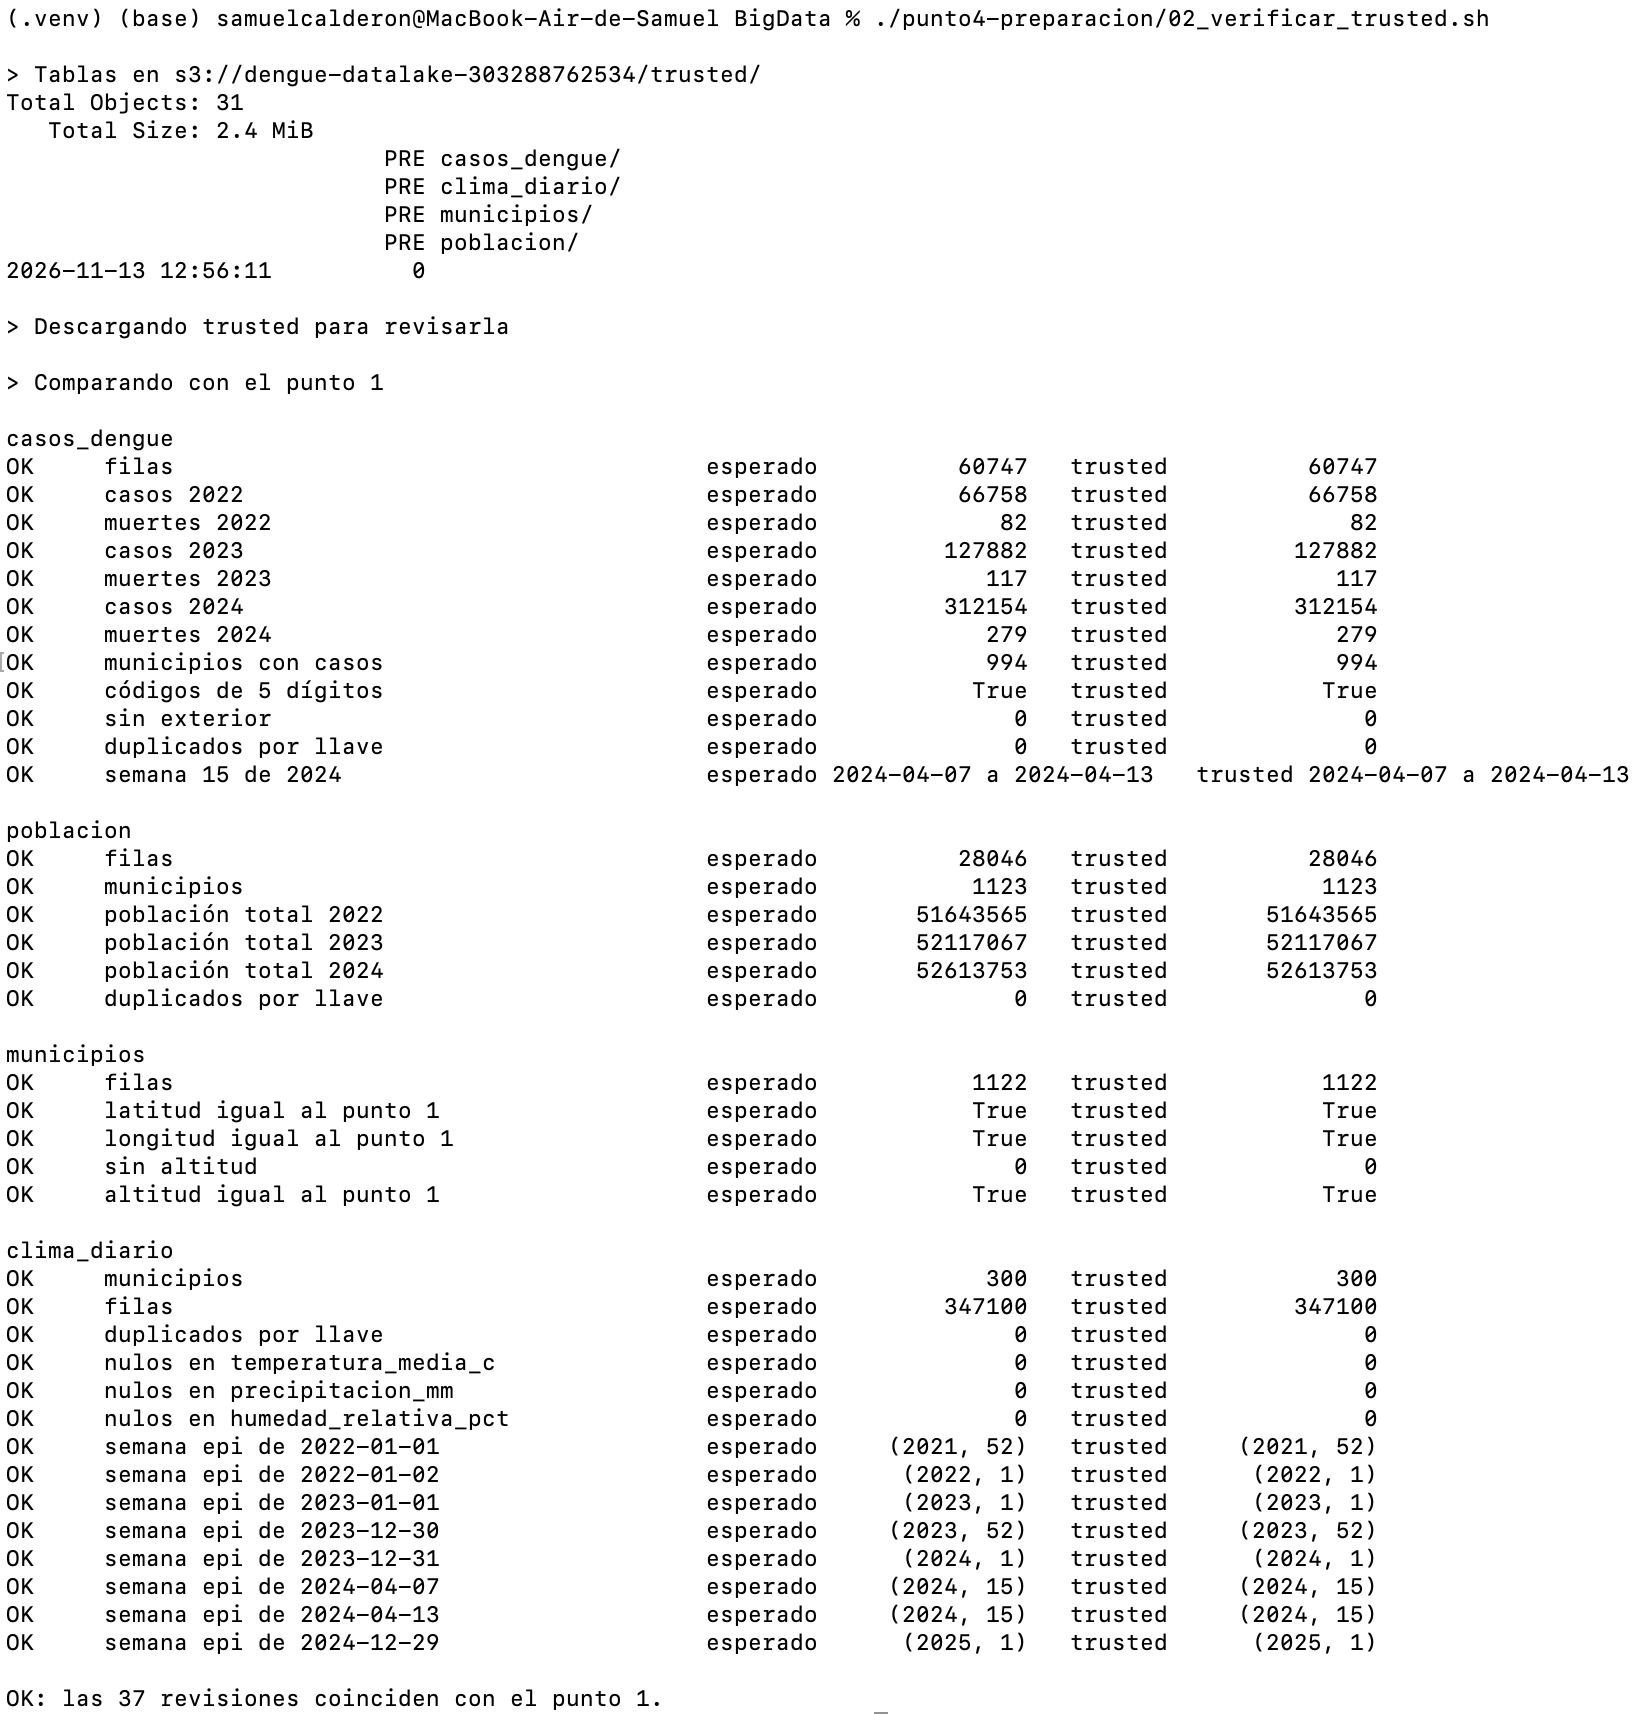 (.venv) (base) samuelcalderon@MacBook-Air-de-Samuel BigData % ./punto4-preparacion/02_verificar_trusted.sh
> Tablas en s3://dengue-datalake-303288762534/trusted/
Total Objects: 31
Total Size: 2.4 MiB
PRE casos_dengue/
PRE clima_diario/
PRE municipios/
PRE poblacion/
2026-11-13 12:56:11 0
> Descargando trusted para revisarla
> Comparando con el punto 1
casos_dengue
OK filas esperado 60747 trusted 60747
OK casos 2022 esperado 66758 trusted 66758
OK muertes 2022 esperado 82 trusted 82
OK casos 2023 esperado 127882 trusted 127882
OK muertes 2023 esperado 117 trusted 117
OK casos 2024 esperado 312154 trusted 312154
OK muertes 2024 esperado 279 trusted 279
[OK municipios con casos esperado 994 trusted 994
OK códigos de 5 dígitos esperado True trusted True
OK sin exterior esperado 0 trusted 0
OK duplicados por llave esperado 0 trusted 0
OK semana 15 de 2024 esperado 2024-04-07 a 2024-04-13 trusted 2024-04-07 a 2024-04-13
poblacion
OK filas esperado 28046 trusted 28046
OK municipios esperado 1123 trusted 1123
OK población total 2022 esperado 51643565 trusted 51643565
OK población total 2023 esperado 52117067 trusted 52117067
OK población total 2024 esperado 52613753 trusted 52613753
OK duplicados por llave esperado 0 trusted 0
municipios
OK filas esperado 1122 trusted 1122
OK latitud igual al punto 1 esperado True trusted True
OK longitud igual al punto 1 esperado True trusted True
OK sin altitud esperado 0 trusted 0
OK altitud igual al punto 1 esperado True trusted True
clima_diario
OK municipios esperado 300 trusted 300
OK filas esperado 347100 trusted 347100
OK duplicados por llave esperado 0 trusted 0
OK nulos en temperatura_media_c esperado 0 trusted 0
OK nulos en precipitacion_mm esperado 0 trusted 0
OK nulos en humedad_relativa_pct esperado 0 trusted 0
OK semana epi de 2022-01-01 esperado (2021, 52) trusted (2021, 52)
OK semana epi de 2022-01-02 esperado (2022, 1) trusted (2022, 1)
OK semana epi de 2023-01-01 esperado (2023, 1) trusted (2023, 1)
OK semana epi de 2023-12-30 esperado (2023, 52) trusted (2023, 52)
OK semana epi de 2023-12-31 esperado (2024, 1) trusted (2024, 1)
OK semana epi de 2024-04-07 esperado (2024, 15) trusted (2024, 15)
OK semana epi de 2024-04-13 esperado (2024, 15) trusted (2024, 15)
OK semana epi de 2024-12-29 esperado (2025, 1) trusted (2025, 1)
OK: las 37 revisiones coinciden con el punto 1.